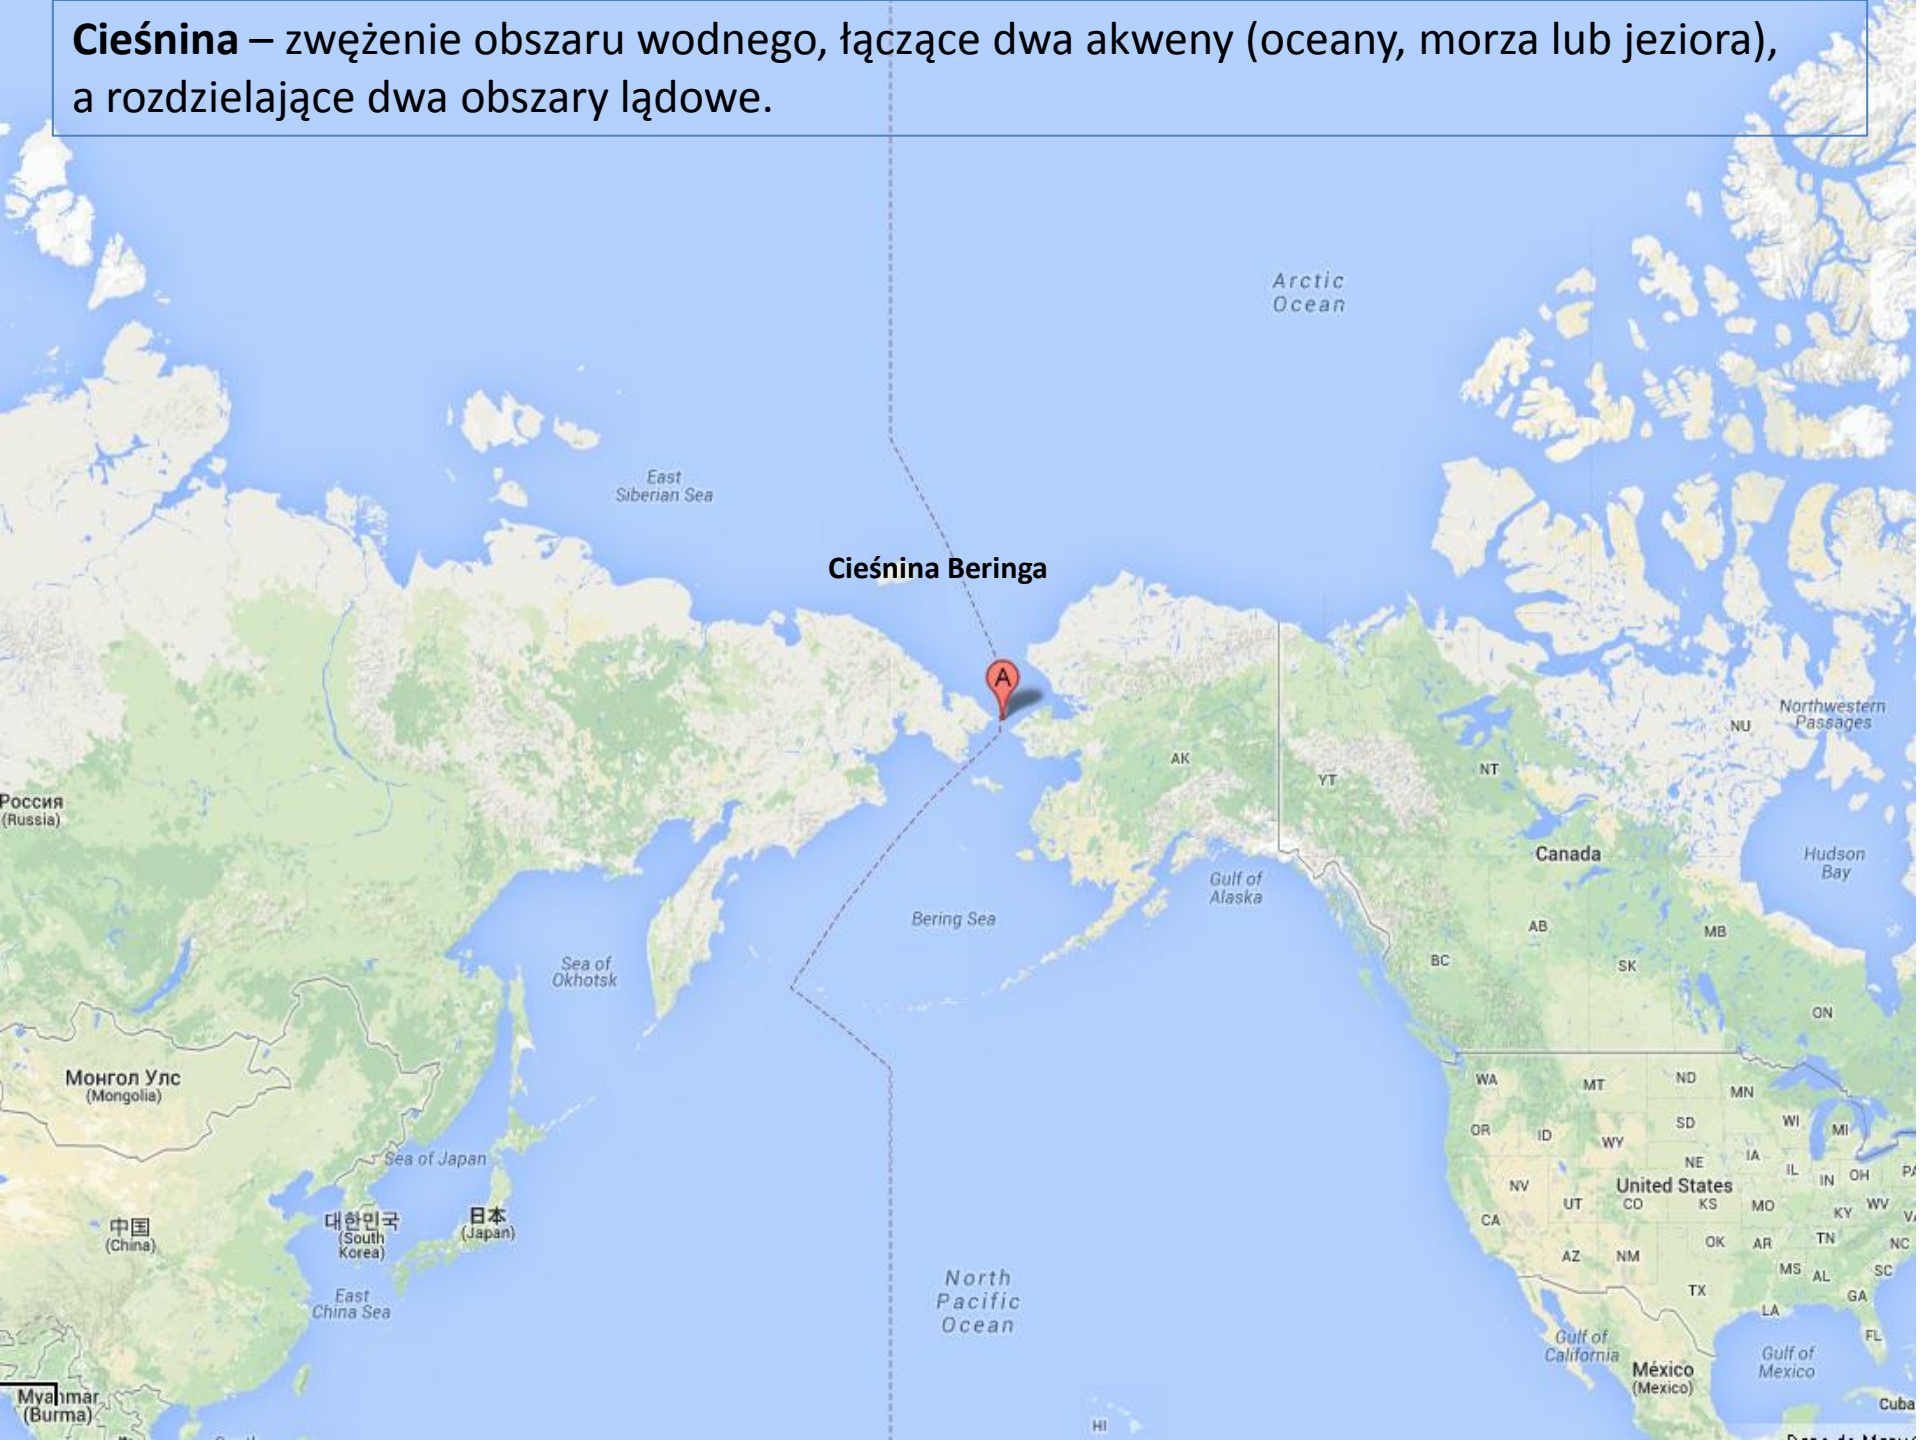 Cieśnina – zwężenie obszaru wodnego, łączące dwa akweny (oceany, morza lub jeziora),
a rozdzielające dwa obszary lądowe.
Arctic
Ocean
East
Siberian Sea
Cieśnina Beringa
A
Northwestern
Passages
NU
AK
YT
NT
Россия
(Russia)
Canada
Hudson
Bay
Gulf of
Alaska
Bering Sea
AB
MB
BC
SK
Sea of
Okhotsk
ON
Монгол Улс
(Mongolia)
WA
MT
ND
MN
OR
ID
WY
SD
WI
MI
Sea of Japan
NE
IA
IL
IN
OH
PA
NV
UT
United States
CO
KS
MO
KY
WV
CA
中国
(China)
대한민국
(South
Korea)
日本
(Japan)
AZ
NM
OK
AR
TN
NC
MS
AL
SC
East
China Sea
North
Pacific
Ocean
TX
LA
GA
FL
Gulf of
California
Gulf of
Mexico
México
(Mexico)
Myanmar
(Burma)
Cuba
HI